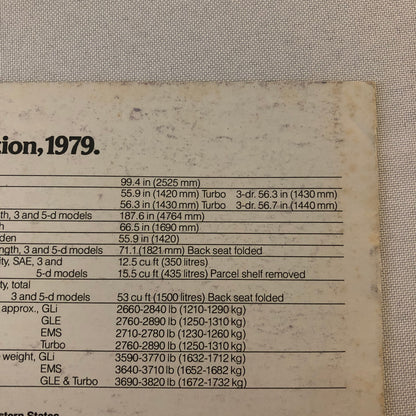 tion, 1979.
99.4 in (2525 mm)
55.9 in (1420 mm) Turbo 3-dr. 56.3 in (1430 mm)
56.3 in (1430 mm) Turbo 3-dr. 56.7 in (1440 mm)
th, 3 and 5-d models 187.6 in (4764 mm)
h 66.5 in (1690 mm)
den 55.9 in (1420)
ngth, 3 and 5-d models 71.1 (1821 mm) Back seat folded
ity, SAE, 3 and 12.5 cu ft (350 litres)
5-d models 15.5 cu ft (435 litres) Parcel shelf removed
ity, total
3 and 5-d models 53 cu ft (1500 litres) Back seat folded
approx., GLi 2660-2840 lb (1210-1290 kg)
GLE 2760-2890 lb (1250-1310 kg)
EMS 2710-2780 lb (1230-1260 kg)
Turbo 2760-2890 lb (1250-1310 kg)
weight, GLi 3590-3770 lb (1632-1712 kg)
EMS 3640-3710 lb (1652-1682 kg)
GLE & Turbo 3690-3820 lb (1672-1732 kg)
stern States